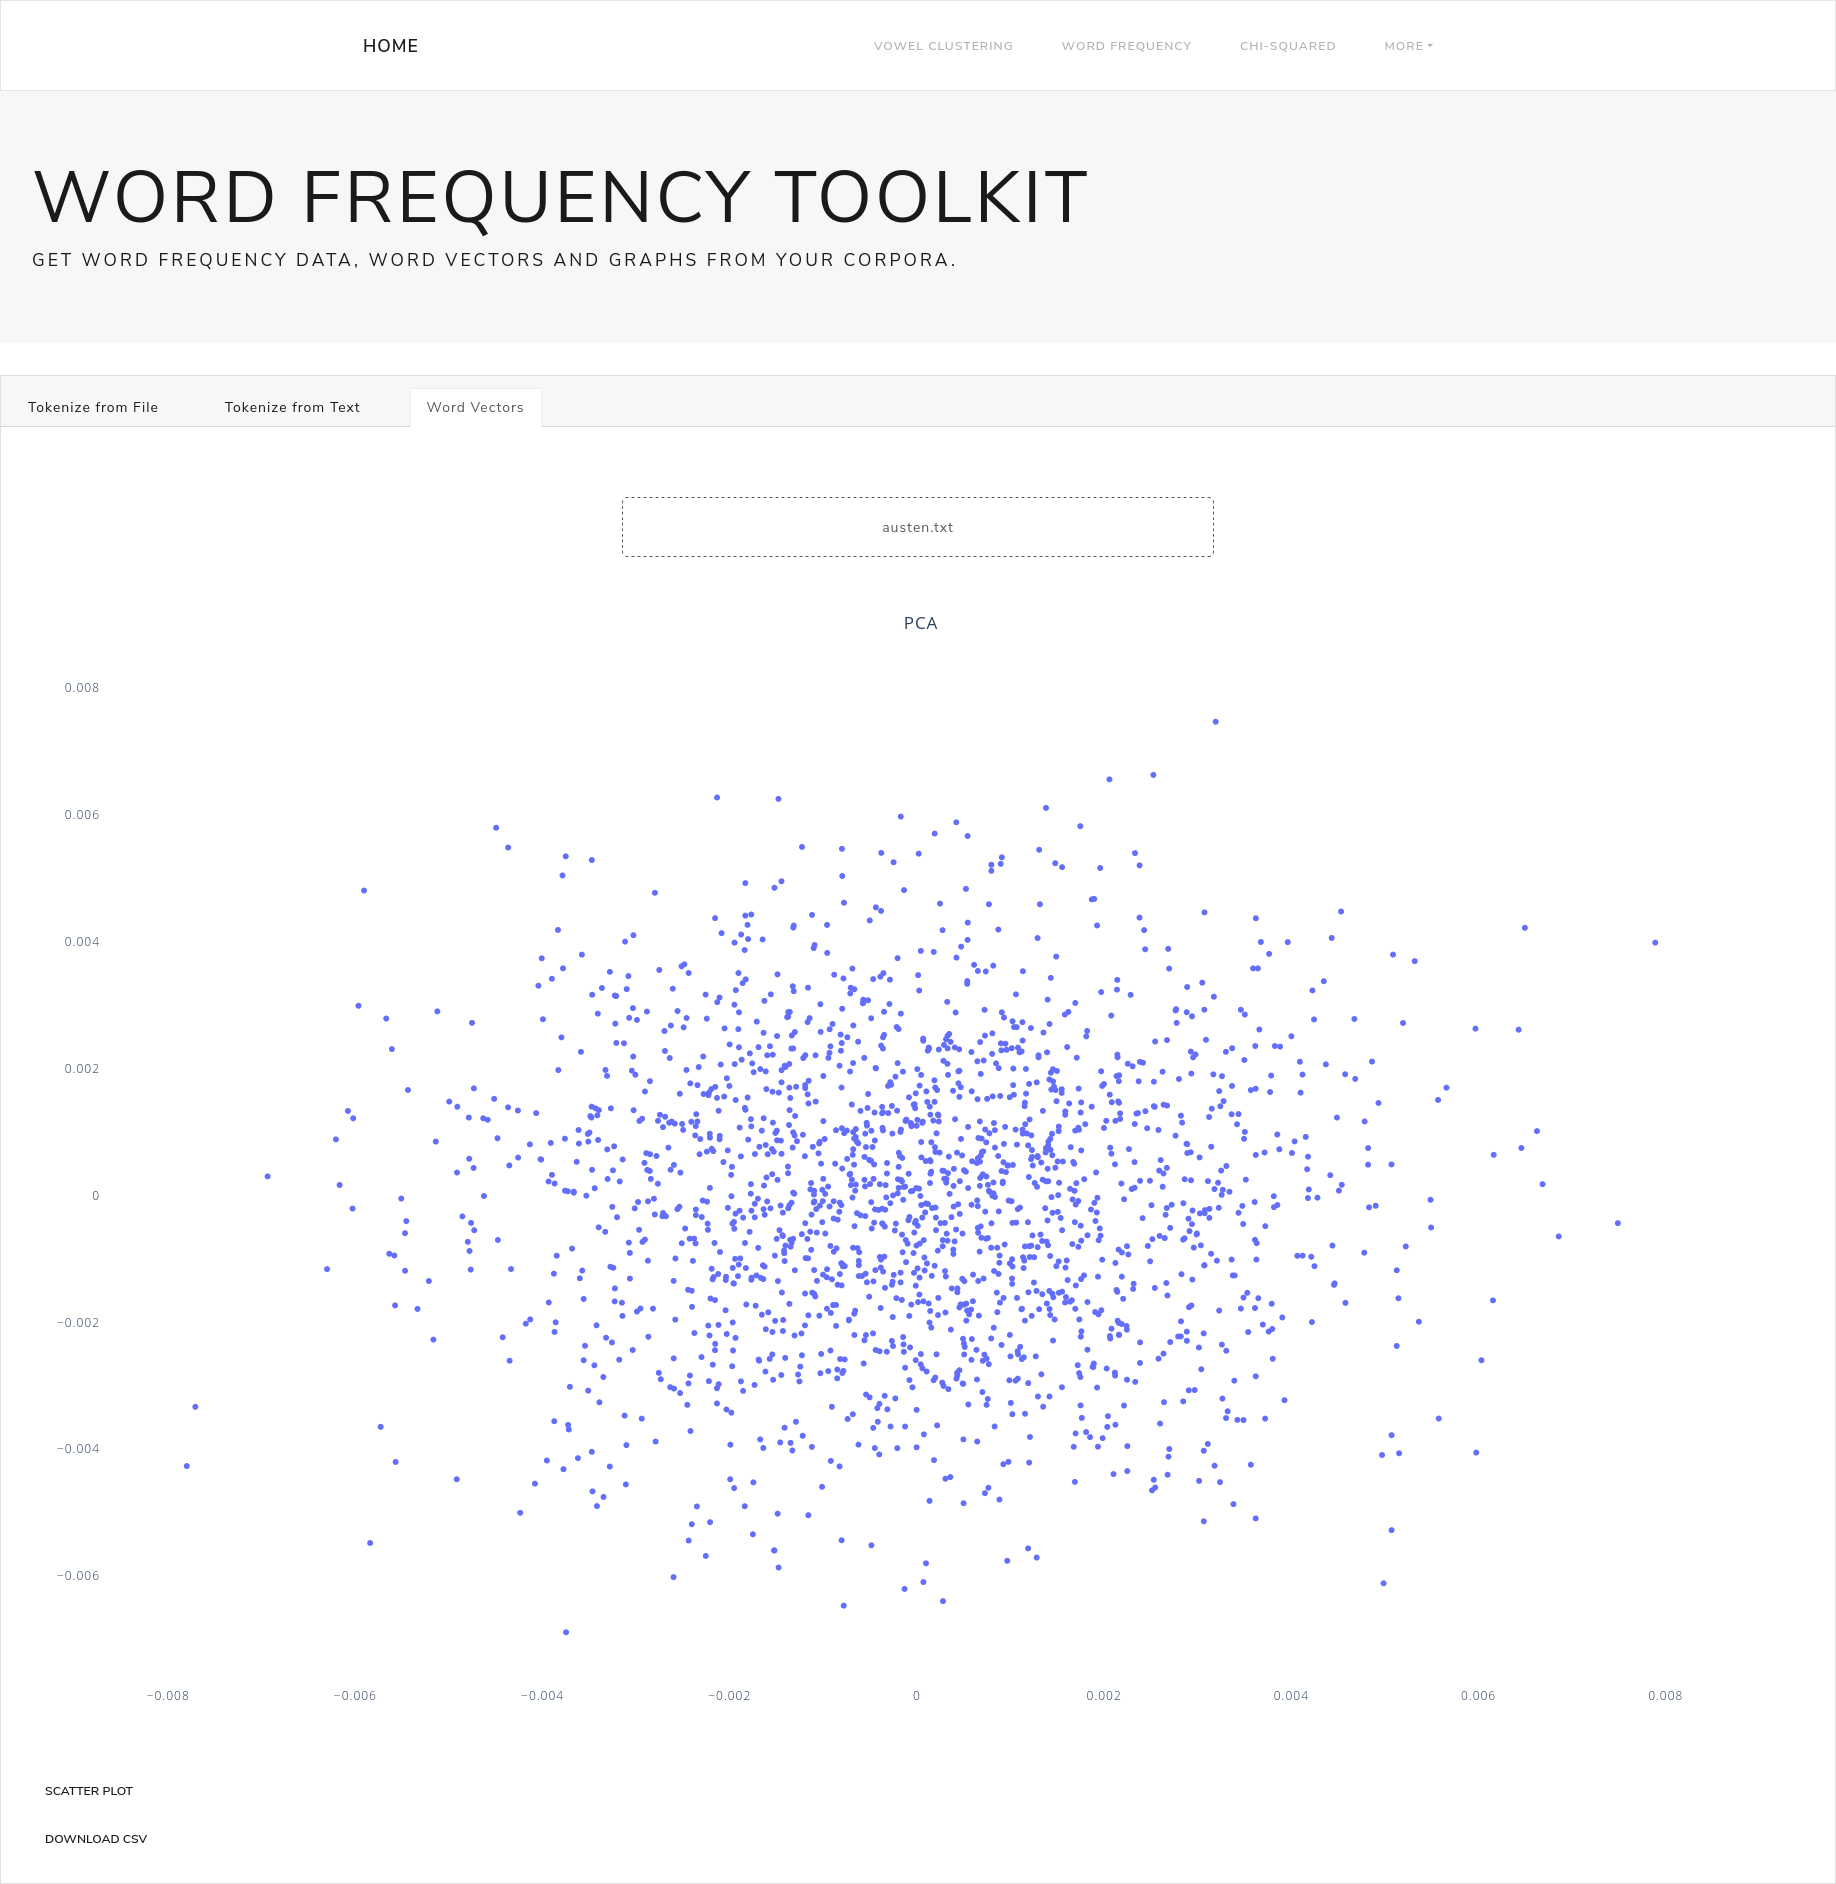 HOME
VOWEL CLUSTERING
WORD FREQUENCY
CHI-SQUARED
MORE
WORD FREQUENCY TOOLKIT
GET WORD FREQUENCY DATA, WORD VECTORS AND GRAPHS FROM YOUR CORPORA.
Tokenize from File
Tokenize from Text
Word Vectors
austen.txt
PCA
0.008
0.006
0.004
0.002
0
−0.002
−0.004
−0.006
−0.008
−0.006
−0.004
−0.002
0
0.002
0.004
0.006
0.008
SCATTER PLOT
DOWNLOAD CSV